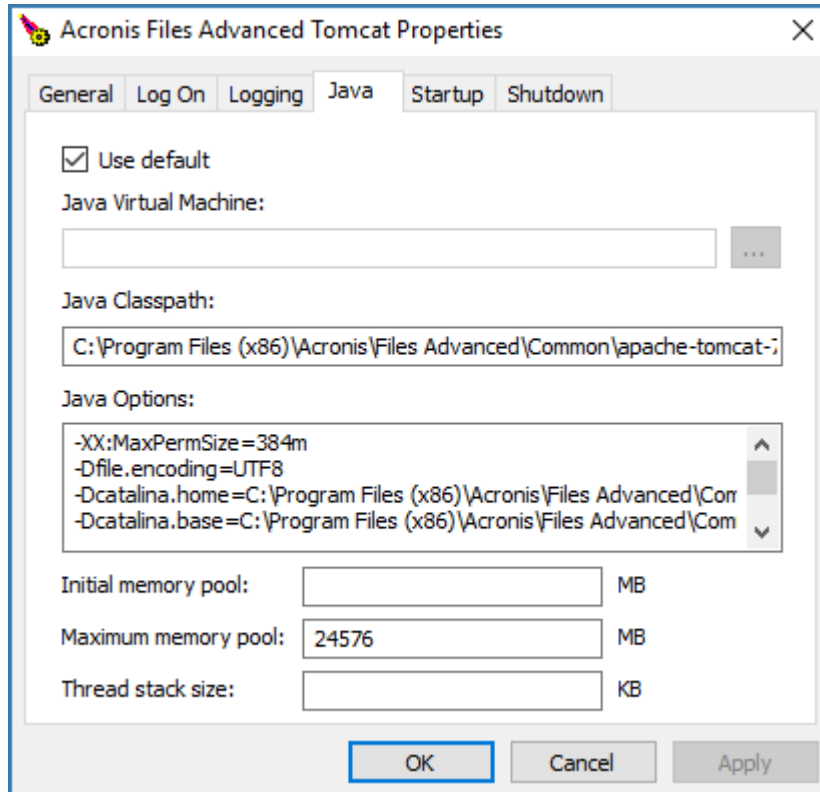 Acronis Files Advanced Tomcat Properties
General Log On Logging Java Startup Shutdown
Use default
Java Virtual Machine:
...
Java Classpath:
C:\Program Files (x86)\Acronis\Files Advanced\Common\apache-tomcat-7
Java Options:
-XX:MaxPermSize=384m
-Dfile.encoding=UTF8
-Dcatalina.home=C:\Program Files (x86)\Acronis\Files Advanced\Com
-Dcatalina.base=C:\Program Files (x86)\Acronis\Files Advanced\Com
Initial memory pool: MB
Maximum memory pool: 24576 MB
Thread stack size: KB
OK Cancel Apply